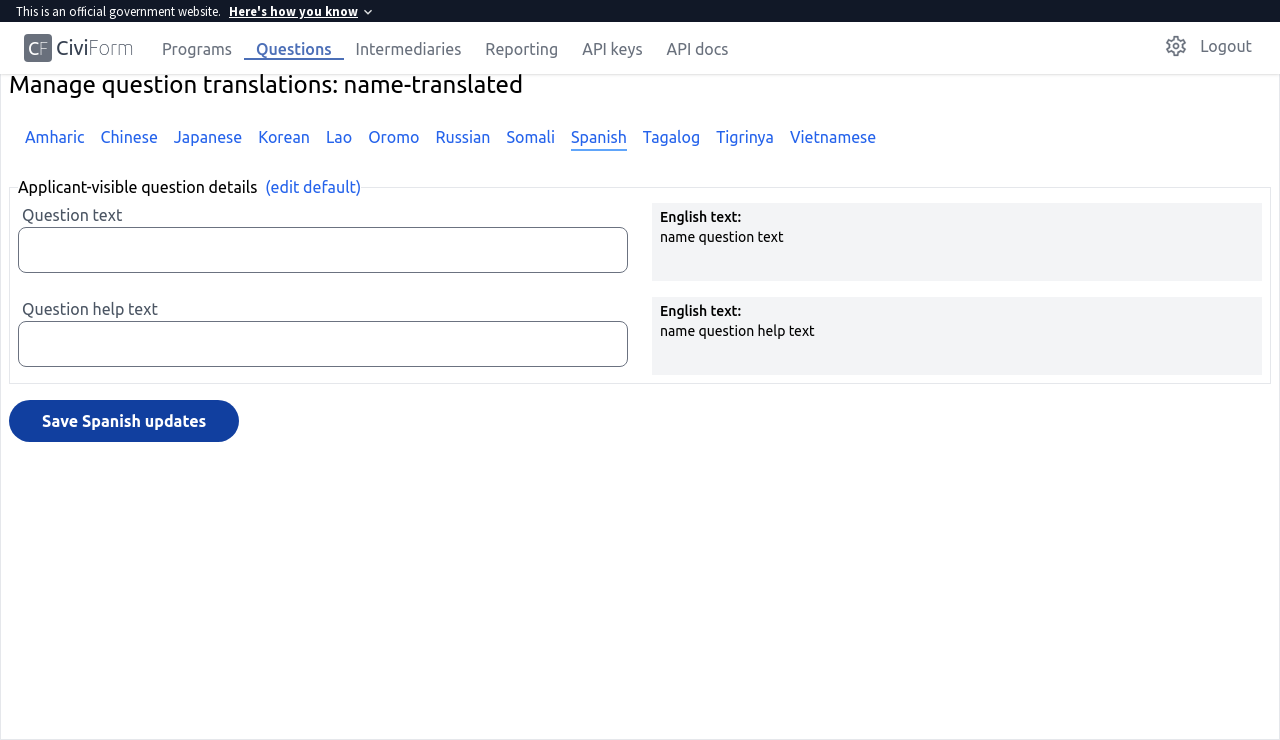 This is an official government website. Here's how you know
CF CiviForm Programs Questions Intermediaries Reporting API keys API docs Logout
Manage question translations: name-translated
Amharic Chinese Japanese Korean Lao Oromo Russian Somali Spanish Tagalog Tigrinya Vietnamese
Applicant-visible question details (edit default)
Question text
English text:
name question text
Question help text
English text:
name question help text
Save Spanish updates